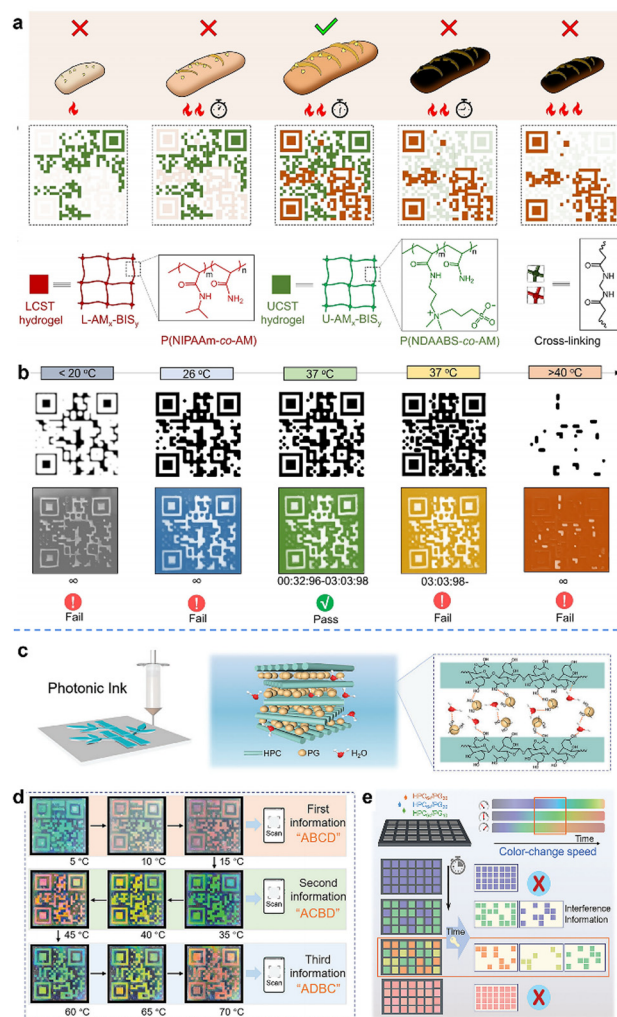 a
LCST
hydrogel
L-AMx-BISy
P(NIPAAm-co-AM)
UCST
hydrogel
U-AMx-BISy
P(NDAABS-co-AM)
Cross-linking
b
< 20 °C
26 °C
37 °C
37 °C
>40 °C
∞
∞
00:32:96-03:03:98
03:03:98-
∞
Fail
Fail
Pass
Fail
Fail
c
Photonic Ink
HPC
PG
H2O
d
5 °C
10 °C
15 °C
Scan
First
information
"ABCD"
45 °C
40 °C
35 °C
Scan
Second
information
"ACBD"
60 °C
65 °C
70 °C
Scan
Third
information
"ADBC"
e
Time
Color-change speed
Time
Interference
Information